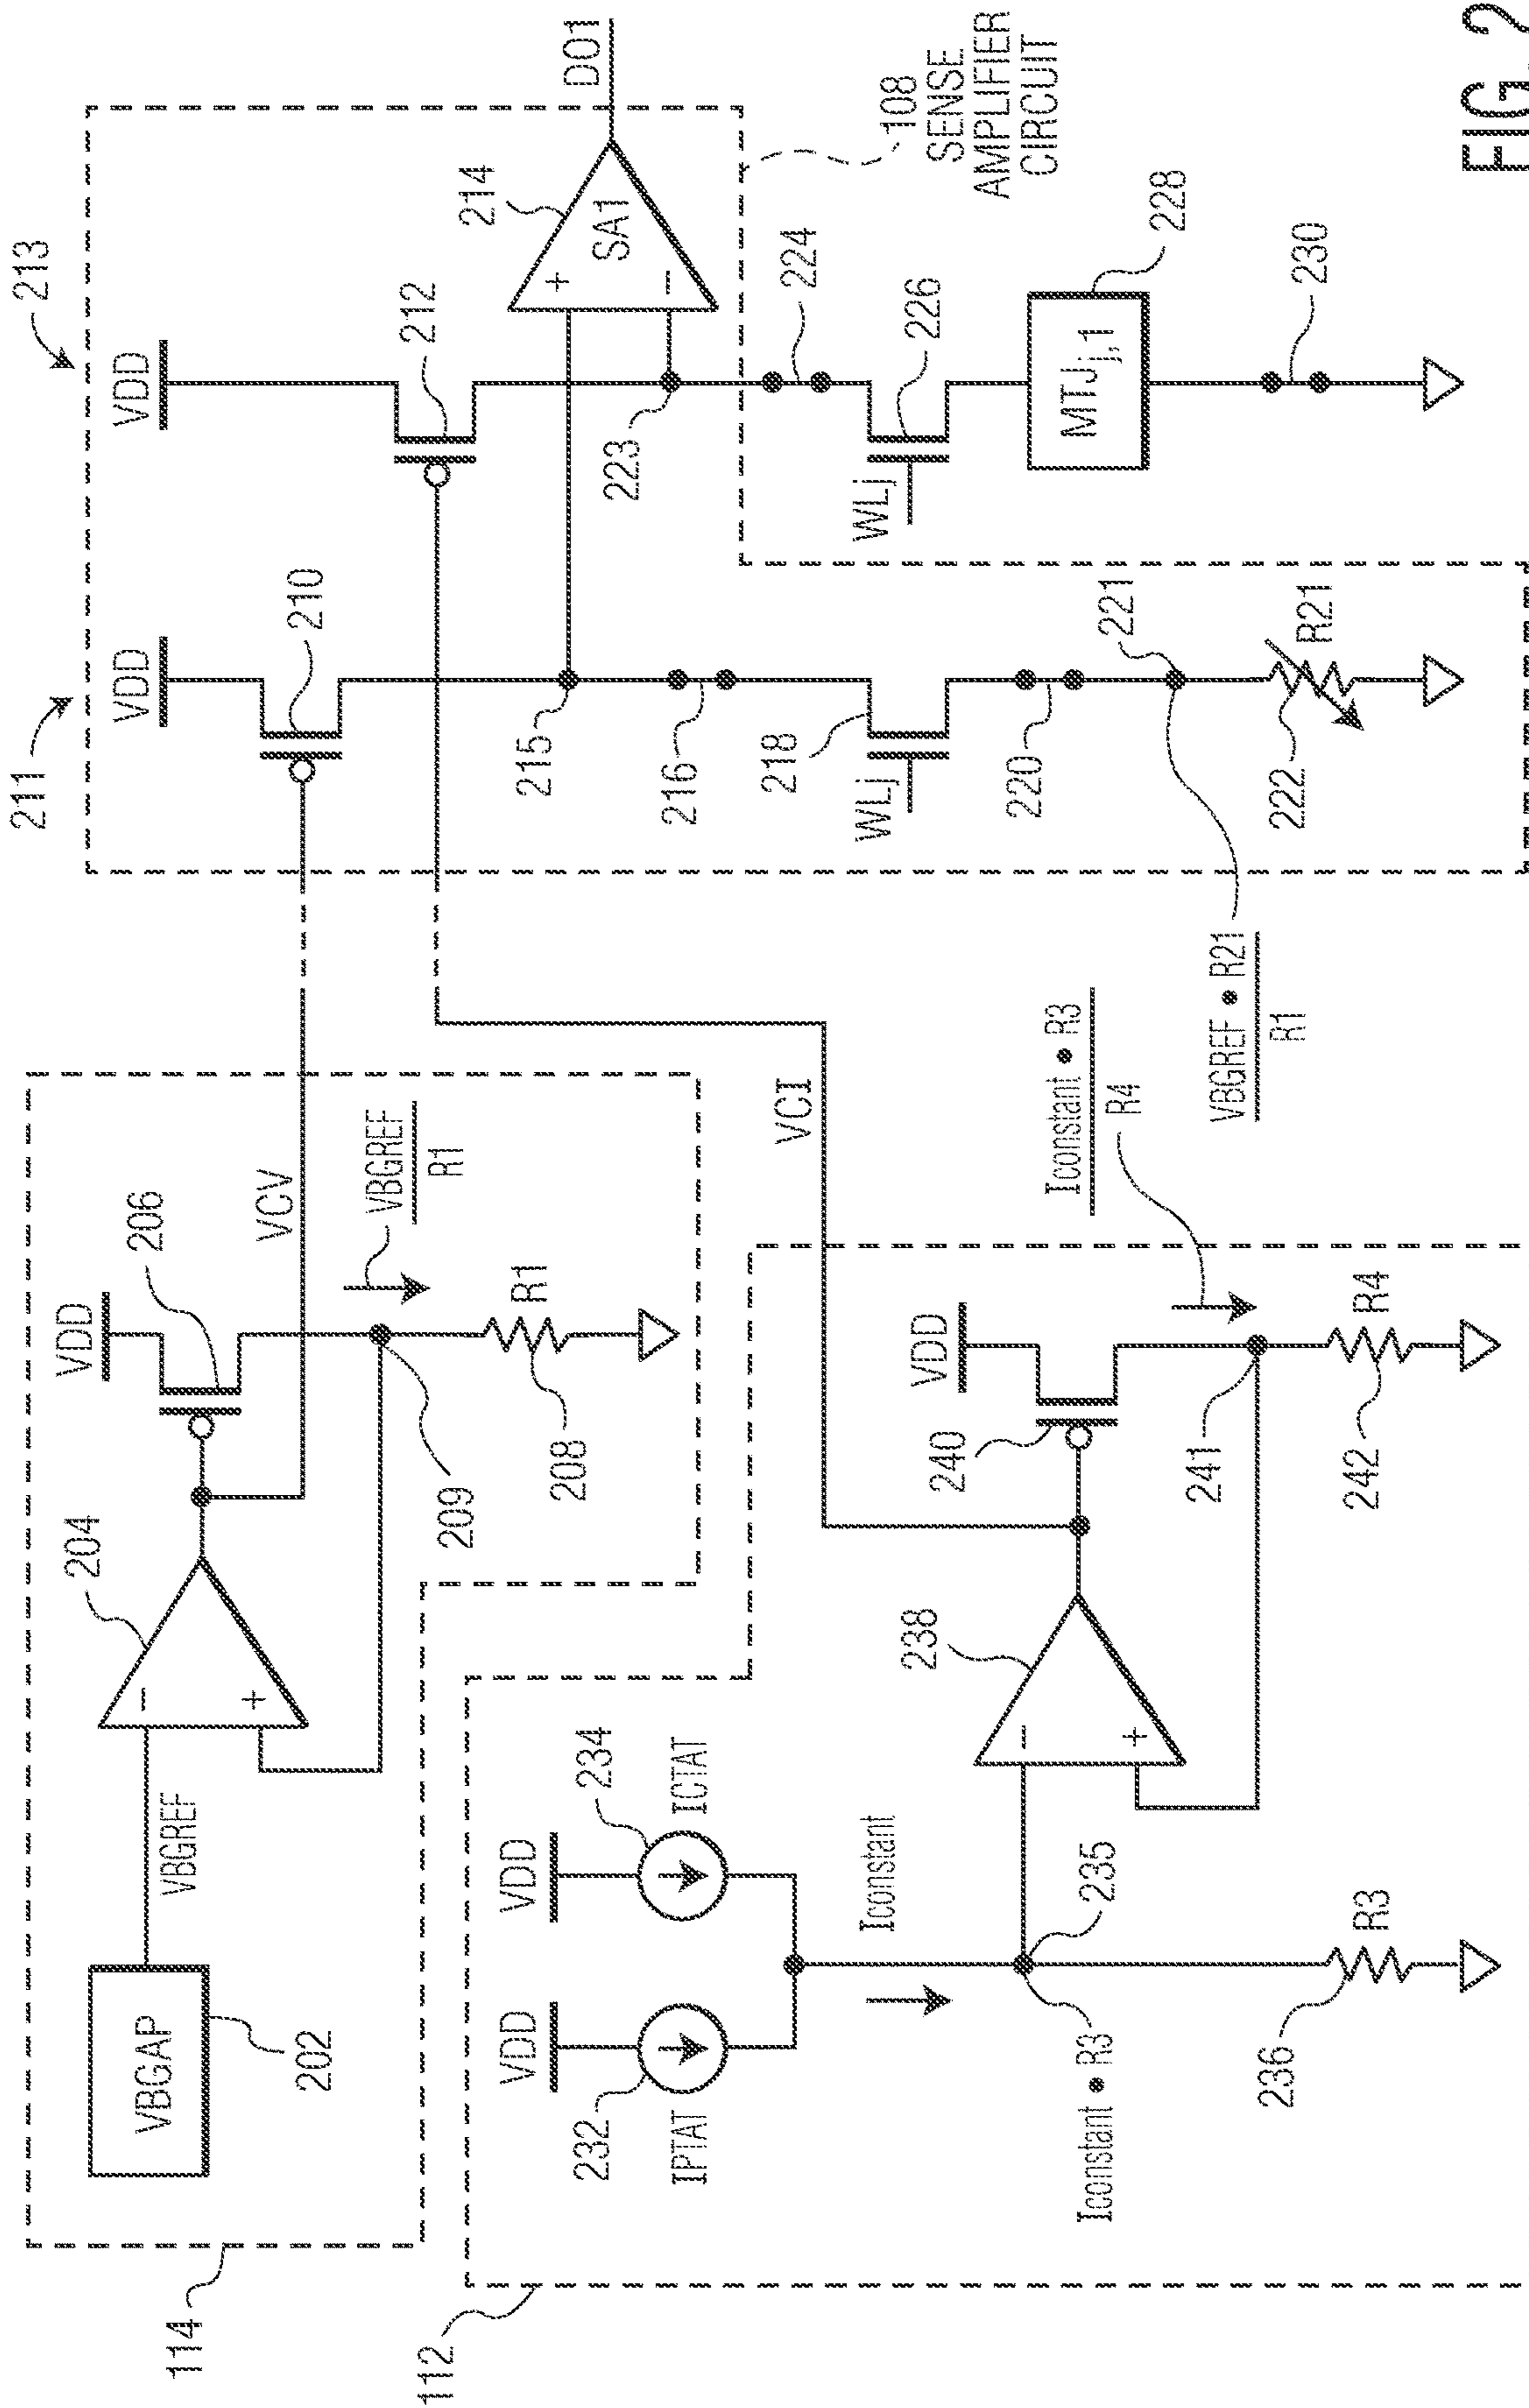 114
VBGAP
202
VBGREF
204
−
+
VDD
206
VCV
209
VBGREF
R1
R1
208
112
VDD
VDD
232
234
IPTAT
ICTAT
Iconstant
235
Iconstant • R3
236
R3
238
−
+
VCI
VDD
240
241
Iconstant • R3
R4
242
R4
211
213
VDD
VDD
210
212
214
+
−
SA1
DO1
215
223
216
224
108
SENSE
AMPLIFIER
CIRCUIT
WLj
218
WLj
226
220
221
228
MTJj,1
VBGREF • R21
R1
222
R21
230
FIG. 2